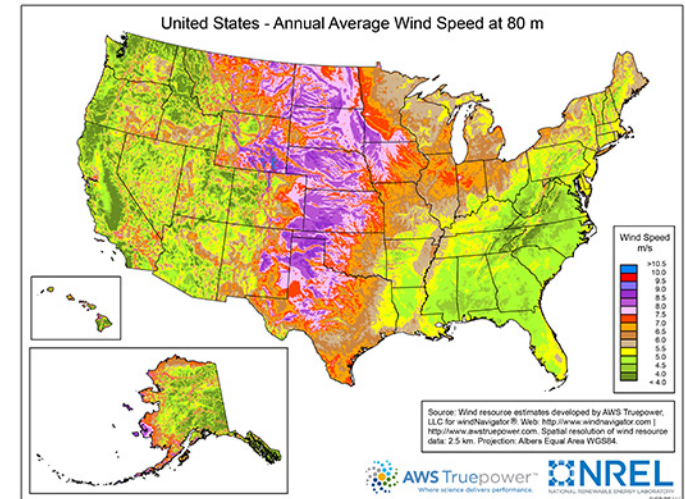 United States - Annual Average Wind Speed at 80 m
Wind Speed
m/s
>10.5
10.0
9.5
9.0
8.5
8.0
7.5
7.0
6.5
6.0
5.5
5.0
4.5
4.0
< 4.0
Source: Wind resource estimates developed by AWS Truepower,
LLC for windNavigator®. Web: http://www.windnavigator.com |
http://www.awstruepower.com. Spatial resolution of wind resource
data: 2.5 km. Projection: Albers Equal Area WGS84.
AWS Truepower™
Where science delivers performance.
NREL
NATIONAL RENEWABLE ENERGY LABORATORY